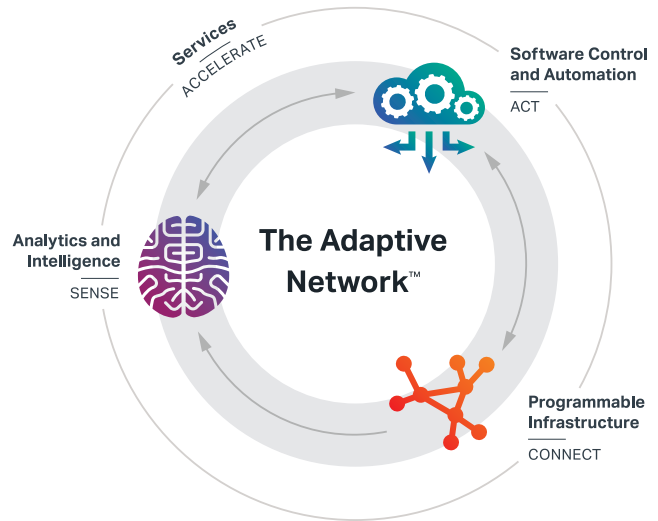 Services
ACCELERATE
Software Control
and Automation
ACT
Analytics and
Intelligence
SENSE
The Adaptive
Network™
Programmable
Infrastructure
CONNECT